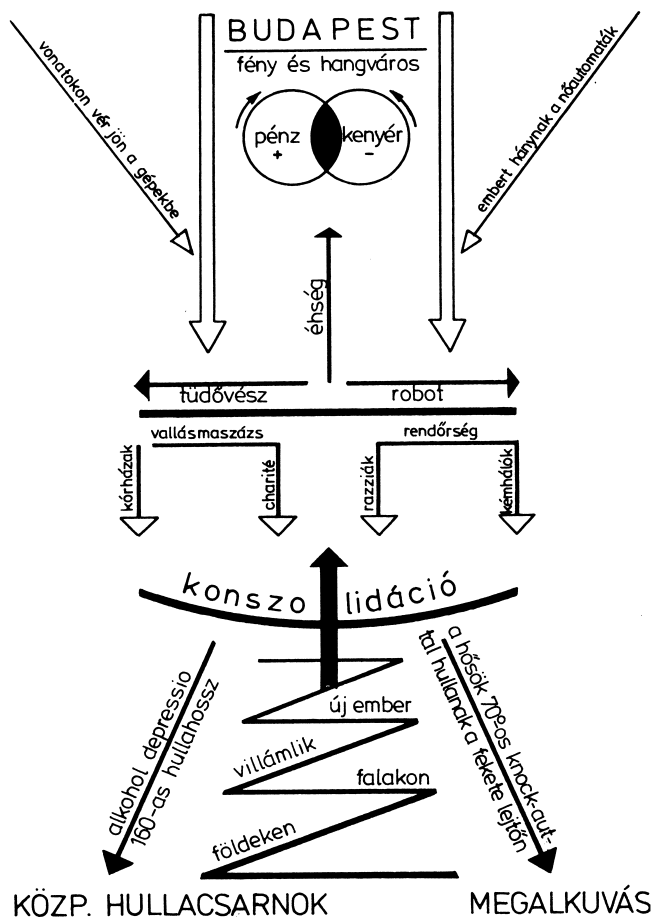 BUDAPEST
fény és hangváros
vonatokon vér jön a gépekbe
embert hánynak a nőautomaták
pénz
+
kenyér
-
éhség
tüdővész
robot
vallásmaszázs
rendőrség
kórházak
charité
razziák
kémhálók
konszo lidáció
új ember
villámlik
falakon
földeken
alkohol depressio
160-as hullahossz
a hősök 70°-os knock-aut-
tal hullanak a fekete lejtőn
KÖZP. HULLACSARNOK
MEGALKUVÁS